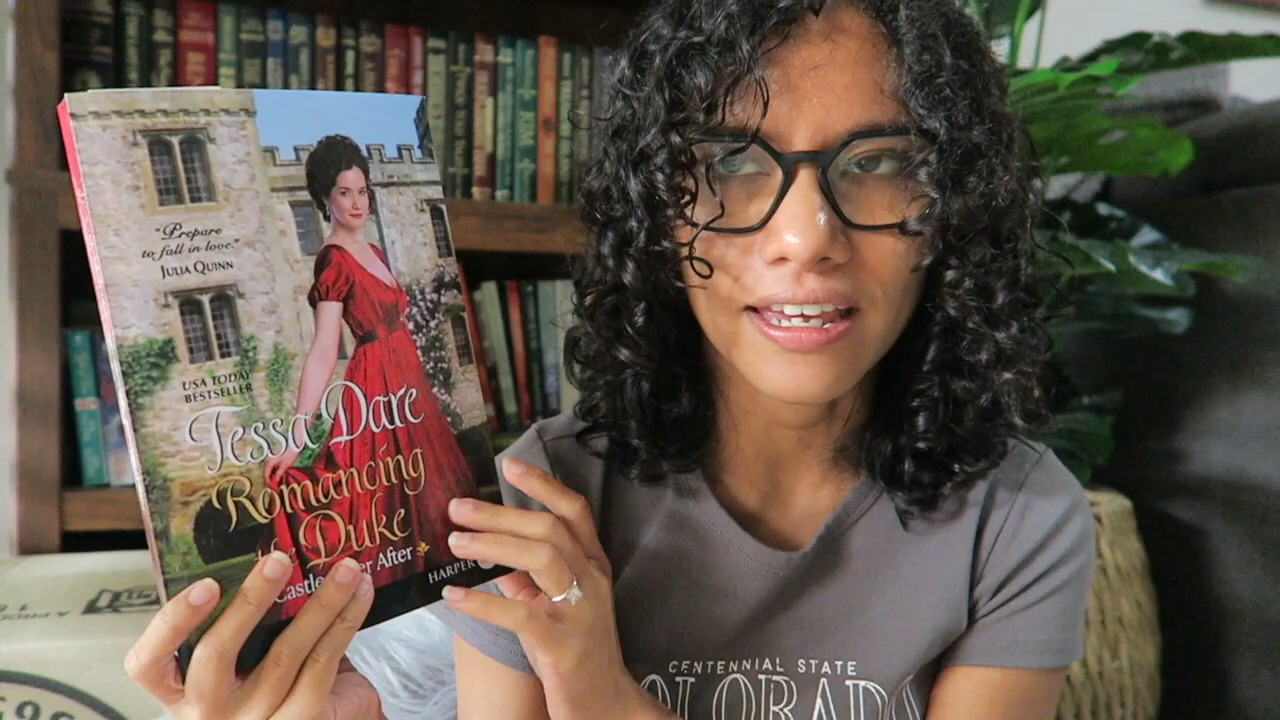 "Prepare
to fall in love."
JULIA QUINN
USA TODAY
BESTSELLER
Tessa Dare
Romancing
the Duke
Castles Ever After
HARPER
CENTENNIAL STATE
COLORADO